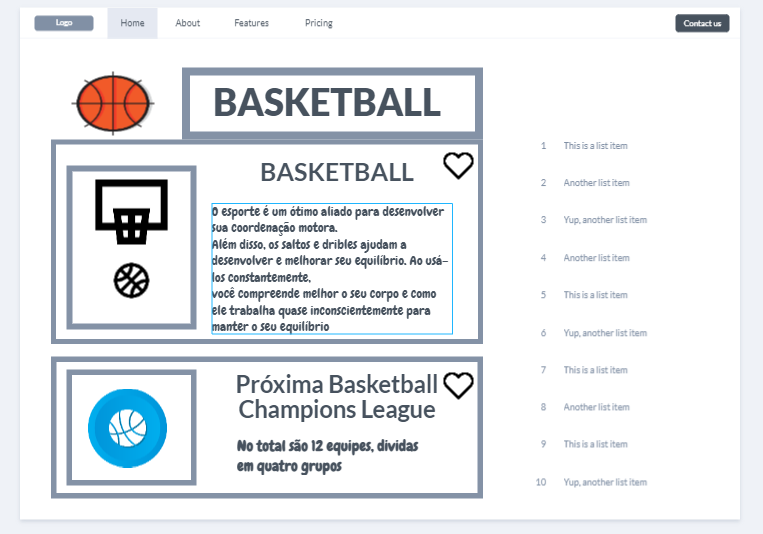 Logo
Home
About
Features
Pricing
Contact us
BASKETBALL
BASKETBALL
O esporte é um ótimo aliado para desenvolver
sua coordenação motora.
Além disso, os saltos e dribles ajudam a
desenvolver e melhorar seu equilíbrio. Ao usá-
los constantemente,
você compreende melhor o seu corpo e como
ele trabalha quase inconscientemente para
manter o seu equilíbrio
Próxima Basketball
Champions League
No total são 12 equipes, dividas
em quatro grupos
1 This is a list item
2 Another list item
3 Yup, another list item
4 Another list item
5 This is a list item
6 Yup, another list item
7 This is a list item
8 Another list item
9 This is a list item
10 Yup, another list item